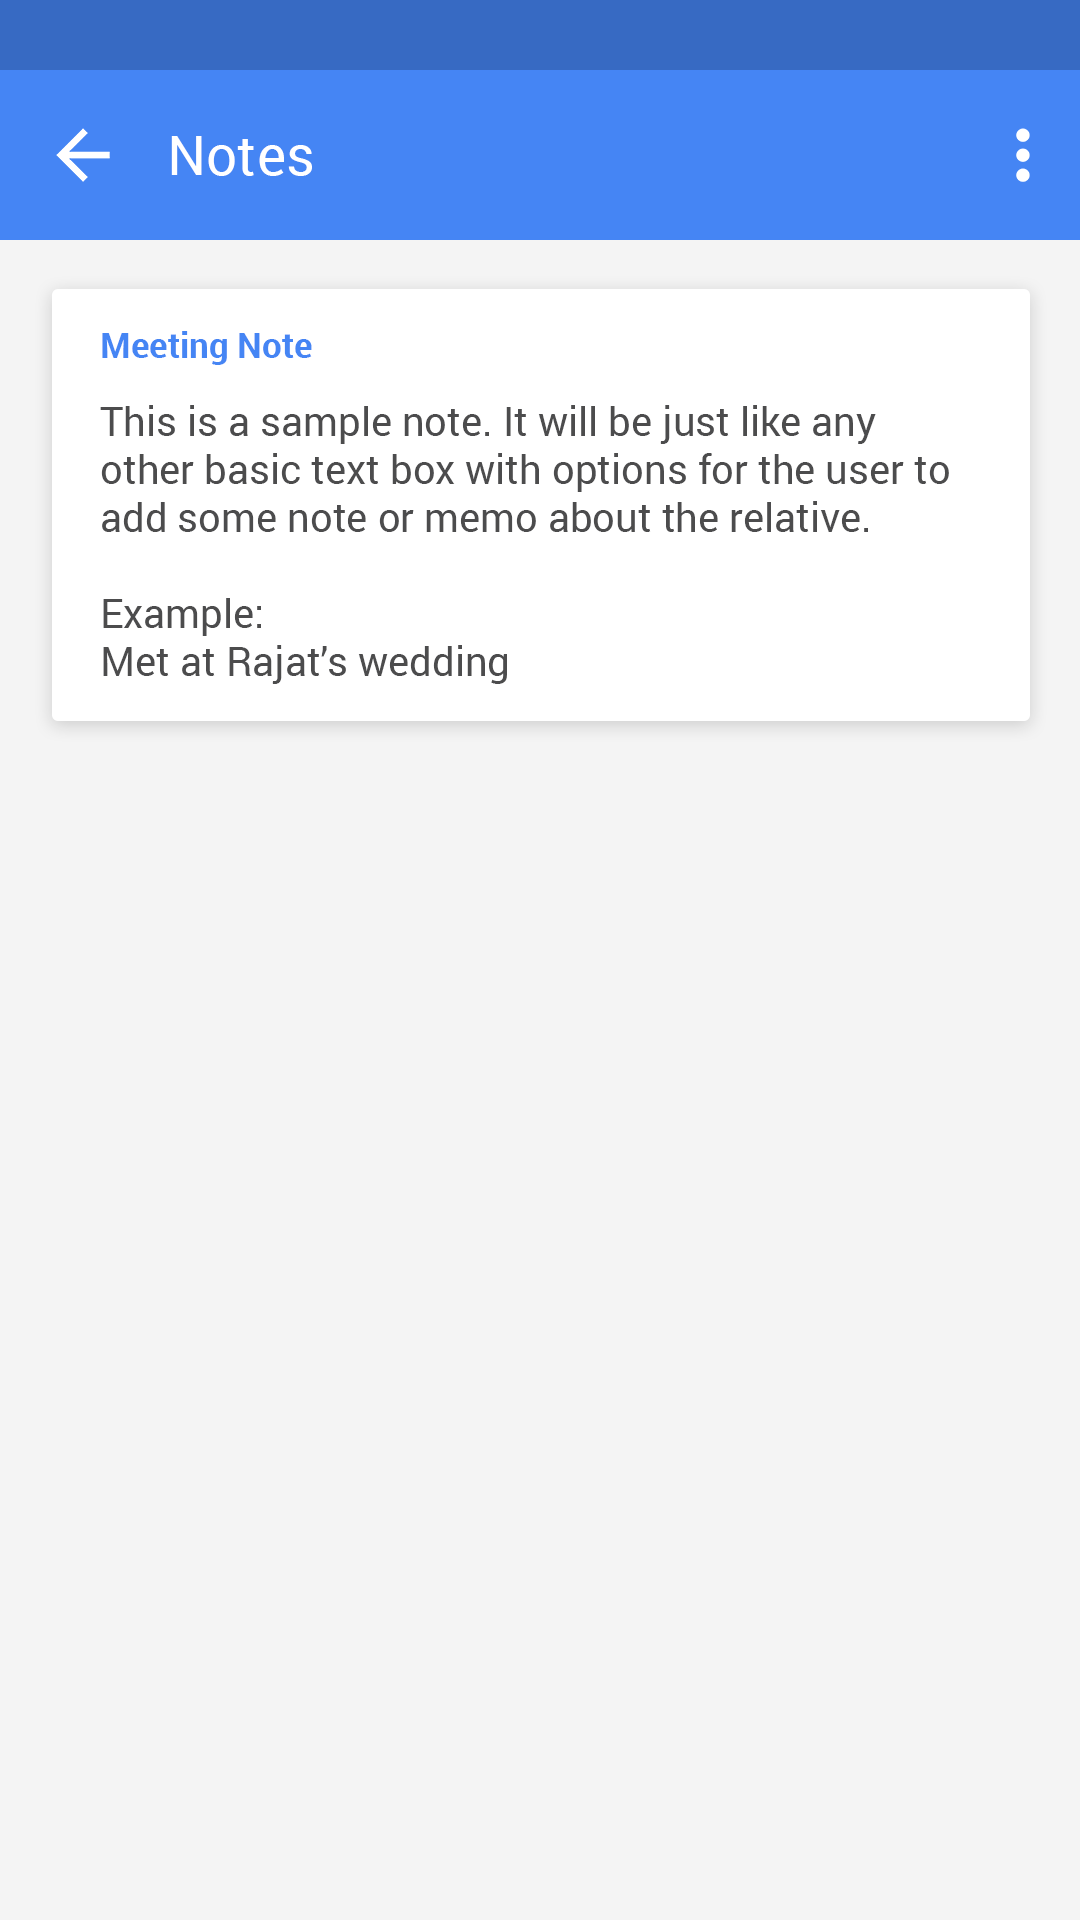 Notes
Meeting Note
This is a sample note. It will be just like any
other basic text box with options for the user to
add some note or memo about the relative.
Example:
Met at Rajat’s wedding